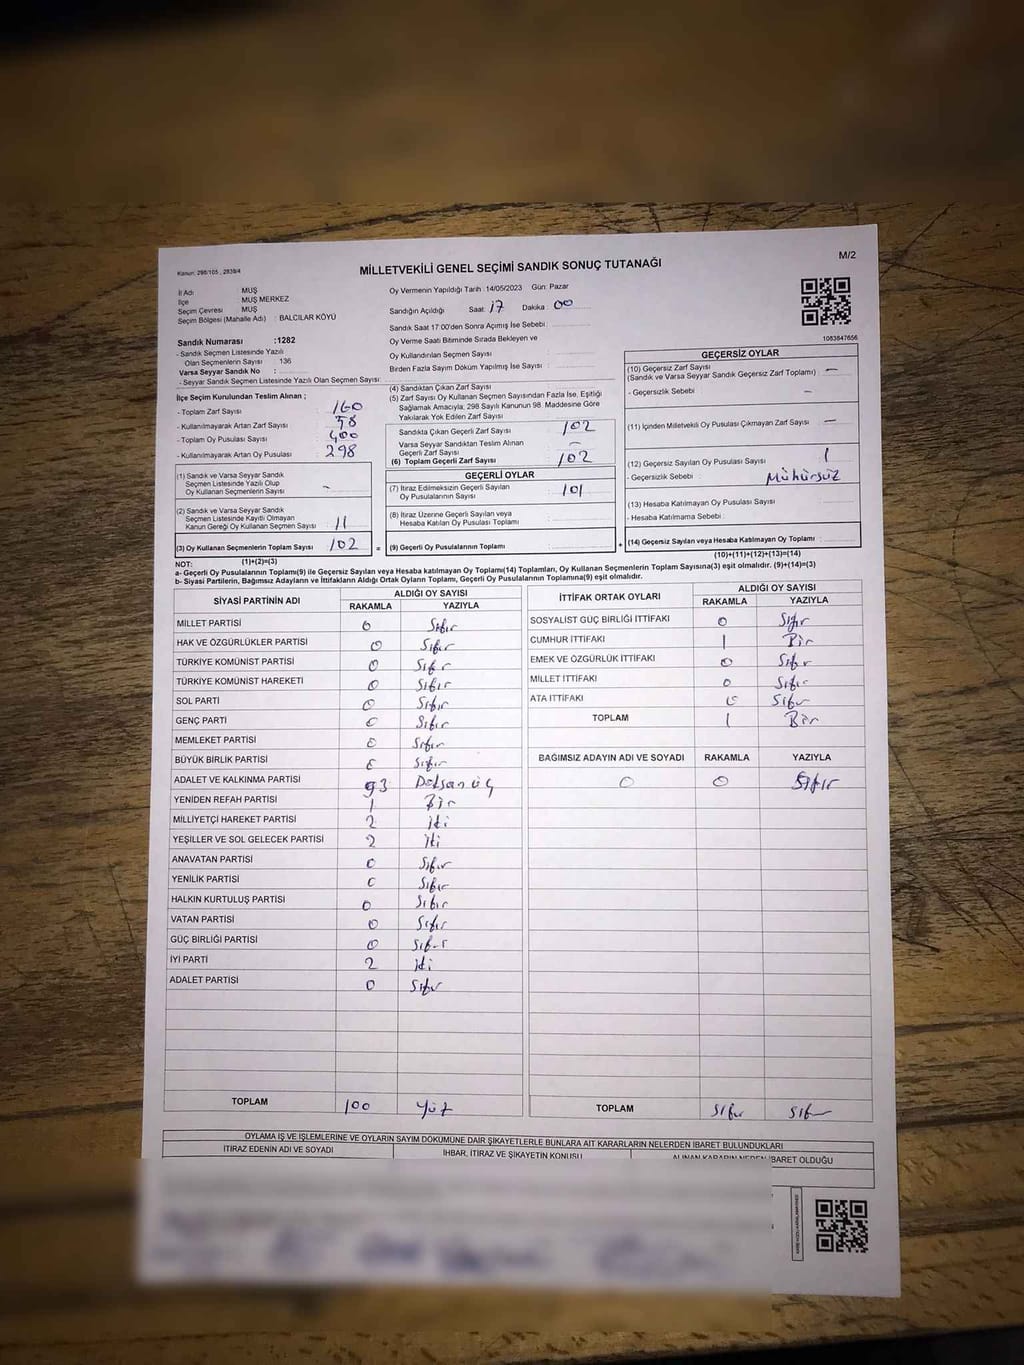 Kanun: 298/105 , 2839/4
M/2
MİLLETVEKİLİ GENEL SEÇİMİ SANDIK SONUÇ TUTANAĞI
İl Adı MUŞ
İlçe MUŞ MERKEZ
Seçim Çevresi MUŞ
Seçim Bölgesi (Mahalle Adı) : BALCILAR KÖYÜ
Sandık Numarası :1282
- Sandık Seçmen Listesinde Yazılı
Olan Seçmenlerin Sayısı : 136
Varsa Seyyar Sandık No :
- Seyyar Sandık Seçmen Listesinde Yazılı Olan Seçmen Sayısı:
İlçe Seçim Kurulundan Teslim Alınan ;
- Toplam Zarf Sayısı : 160
- Kullanılmayarak Artan Zarf Sayısı : 58
- Toplam Oy Pusulası Sayısı : 400
- Kullanılmayarak Artan Oy Pusulası : 298
(1) Sandık ve Varsa Seyyar Sandık
Seçmen Listesinde Yazılı Olup
Oy Kullanan Seçmenlerin Sayısı : -
(2) Sandık ve Varsa Seyyar Sandık
Seçmen Listesinde Kayıtlı Olmayan
Kanun Gereği Oy Kullanan Seçmen Sayısı : 11
(3) Oy Kullanan Seçmenlerin Toplam Sayısı : 102
(1)+(2)=(3)
Oy Vermenin Yapıldığı Tarih :14/05/2023 Gün: Pazar
Sandığın Açıldığı Saat: 17 Dakika : 00
Sandık Saat 17:00'den Sonra Açımış İse Sebebi :
Oy Verme Saati Bitiminde Sırada Bekleyen ve
Oy Kullandırılan Seçmen Sayısı :
Birden Fazla Sayım Döküm Yapılmış İse Sayısı :
(4) Sandıktan Çıkan Zarf Sayısı :
(5) Zarf Sayısı Oy Kullanan Seçmen Sayısından Fazla İse, Eşitliği
Sağlamak Amacıyla; 298 Sayılı Kanunun 98. Maddesine Göre
Yakılarak Yok Edilen Zarf Sayısı :
Sandıkta Çıkan Geçerli Zarf Sayısı : 102
Varsa Seyyar Sandıktan Teslim Alınan
Geçerli Zarf Sayısı : -
(6) Toplam Geçerli Zarf Sayısı : 102
GEÇERLİ OYLAR
(7) İtiraz Edilmeksizin Geçerli Sayılan
Oy Pusulalarının Sayısı : 101
(8) İtiraz Üzerine Geçerli Sayılan veya
Hesaba Katılan Oy Pusulası Toplamı :
= (9) Geçerli Oy Pusulalarının Toplamı :
1083847656
GEÇERSİZ OYLAR
(10) Geçersiz Zarf Sayısı
(Sandık ve Varsa Seyyar Sandık Geçersiz Zarf Toplamı) : -
- Geçersizlik Sebebi : -
(11) İçinden Milletvekili Oy Pusulası Çıkmayan Zarf Sayısı : -
(12) Geçersiz Sayılan Oy Pusulası Sayısı : 1
- Geçersizlik Sebebi : Mühürsüz
(13) Hesaba Katılmayan Oy Pusulası Sayısı :
- Hesaba Katılmama Sebebi :
+ (14) Geçersiz Sayılan veya Hesaba Katılmayan Oy Toplamı :
(10)+(11)+(12)+(13)=(14)
NOT:
a- Geçerli Oy Pusulalarının Toplamı(9) ile Geçersiz Sayılan veya Hesaba katılmayan Oy Toplamı(14) Toplamları, Oy Kullanan Seçmenlerin Toplam Sayısına(3) eşit olmalıdır. (9)+(14)=(3)
b- Siyasi Partilerin, Bağımsız Adayların ve İttifakların Aldığı Ortak Oyların Toplamı, Geçerli Oy Pusulalarının Toplamına(9) eşit olmalıdır.
SİYASİ PARTİNİN ADI ALDIĞI OY SAYISI
RAKAMLA YAZIYLA
MİLLET PARTİSİ 0 Sıfır
HAK VE ÖZGÜRLÜKLER PARTİSİ 0 Sıfır
TÜRKİYE KOMÜNİST PARTİSİ 0 Sıfır
TÜRKİYE KOMÜNİST HAREKETİ 0 Sıfır
SOL PARTİ 0 Sıfır
GENÇ PARTİ 0 Sıfır
MEMLEKET PARTİSİ 0 Sıfır
BÜYÜK BİRLİK PARTİSİ 0 Sıfır
ADALET VE KALKINMA PARTİSİ 93 Doksan üç
YENİDEN REFAH PARTİSİ 1 Bir
MİLLİYETÇİ HAREKET PARTİSİ 2 iki
YEŞİLLER VE SOL GELECEK PARTİSİ 2 iki
ANAVATAN PARTİSİ 0 Sıfır
YENİLİK PARTİSİ 0 Sıfır
HALKIN KURTULUŞ PARTİSİ 0 Sıfır
VATAN PARTİSİ 0 Sıfır
GÜÇ BİRLİĞİ PARTİSİ 0 Sıfır
İYİ PARTİ 2 iki
ADALET PARTİSİ 0 Sıfır
TOPLAM 100 Yüz
İTTİFAK ORTAK OYLARI ALDIĞI OY SAYISI
RAKAMLA YAZIYLA
SOSYALİST GÜÇ BİRLİĞİ İTTİFAKI 0 Sıfır
CUMHUR İTTİFAKI 1 Bir
EMEK VE ÖZGÜRLÜK İTTİFAKI 0 Sıfır
MİLLET İTTİFAKI 0 Sıfır
ATA İTTİFAKI 0 Sıfır
TOPLAM 1 Bir
BAĞIMSIZ ADAYIN ADI VE SOYADI RAKAMLA YAZIYLA
0 0 Sıfır
TOPLAM Sıfır Sıfır
OYLAMA İŞ VE İŞLEMLERİNE VE OYLARIN SAYIM DÖKÜMÜNE DAİR ŞİKAYETLERLE BUNLARA AİT KARARLARIN NELERDEN İBARET BULUNDUKLARI
İTİRAZ EDENİN ADI VE SOYADI İHBAR, İTİRAZ VE ŞİKAYETİN KONUSU ALINAN KARARIN NEDEN İBARET OLDUĞU